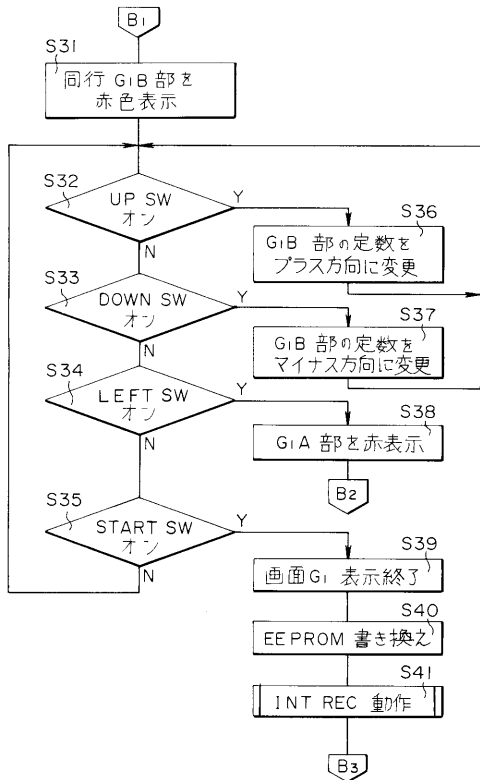 B1
S31
同行 G1B 部を
赤色表示
S32
UP SW
オン
Y
N
S36
G1B 部の定数を
プラス方向に変更
S33
DOWN SW
オン
Y
N
S37
G1B 部の定数を
マイナス方向に変更
S34
LEFT SW
オン
Y
N
S38
G1A 部を赤表示
B2
S35
START SW
オン
Y
N
S39
画面G1 表示終了
S40
EEPROM 書き換え
S41
INT REC 動作
B3